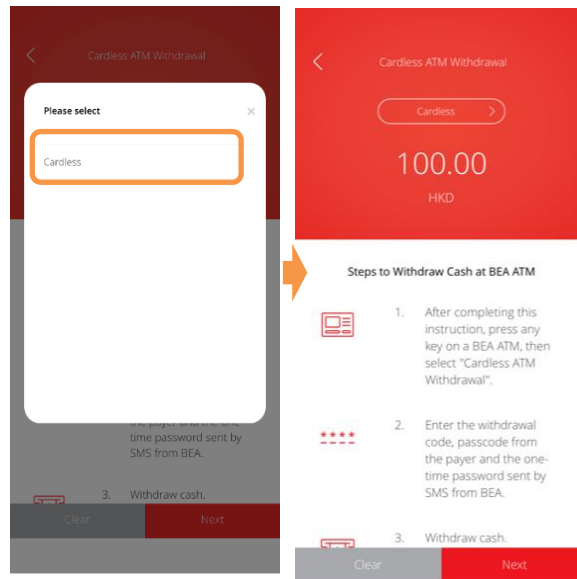 Cardless ATM Withdrawal
Please select
×
Cardless
the payer and the one-
time password sent by
SMS from BEA.
3. Withdraw cash.
Clear
Next
Cardless ATM Withdrawal
Cardless
100.00
HKD
Steps to Withdraw Cash at BEA ATM
1. After completing this
instruction, press any
key on a BEA ATM, then
select "Cardless ATM
Withdrawal".
****
2. Enter the withdrawal
code, passcode from
the payer and the one-
time password sent by
SMS from BEA.
3. Withdraw cash.
Clear
Next